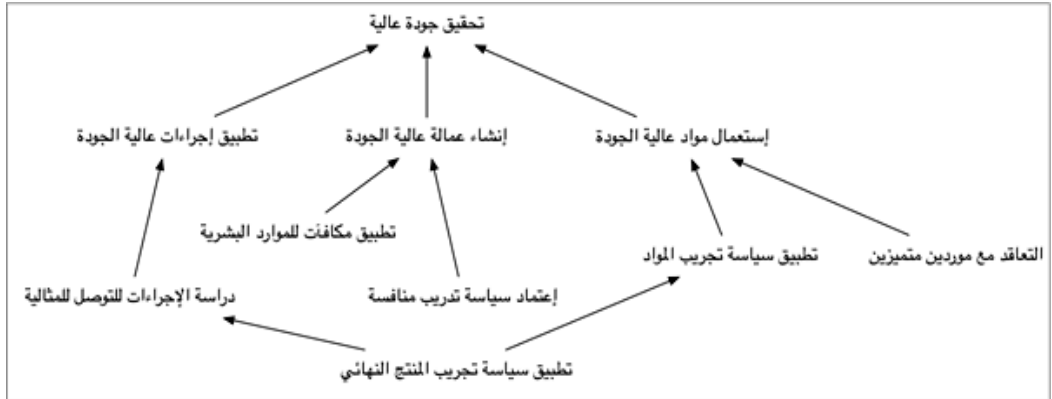 تحقيق جودة عالية
إستعمال مواد عالية الجودة
إنشاء عمالة عالية الجودة
تطبيق إجراءات عالية الجودة
تطبيق مكافآت للموارد البشرية
التعاقد مع موردين متميزين
تطبيق سياسة تجريب المواد
إعتماد سياسة تدريب منافسة
دراسة الإجراءات للتوصل للمثالية
تطبيق سياسة تجريب المنتج النهائي